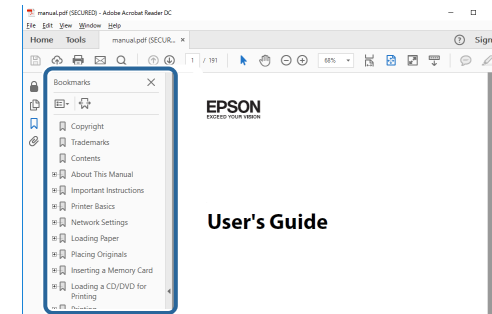 manual.pdf (SECURED) - Adobe Acrobat Reader DC
File Edit View Window Help
Home Tools manual.pdf (SECUR... × Sign
1 / 191 68%
Bookmarks
Copyright
Trademarks
Contents
About This Manual
Important Instructions
Printer Basics
Network Settings
Loading Paper
Placing Originals
Inserting a Memory Card
Loading a CD/DVD for
Printing
Printing
EPSON
EXCEED YOUR VISION
User's Guide